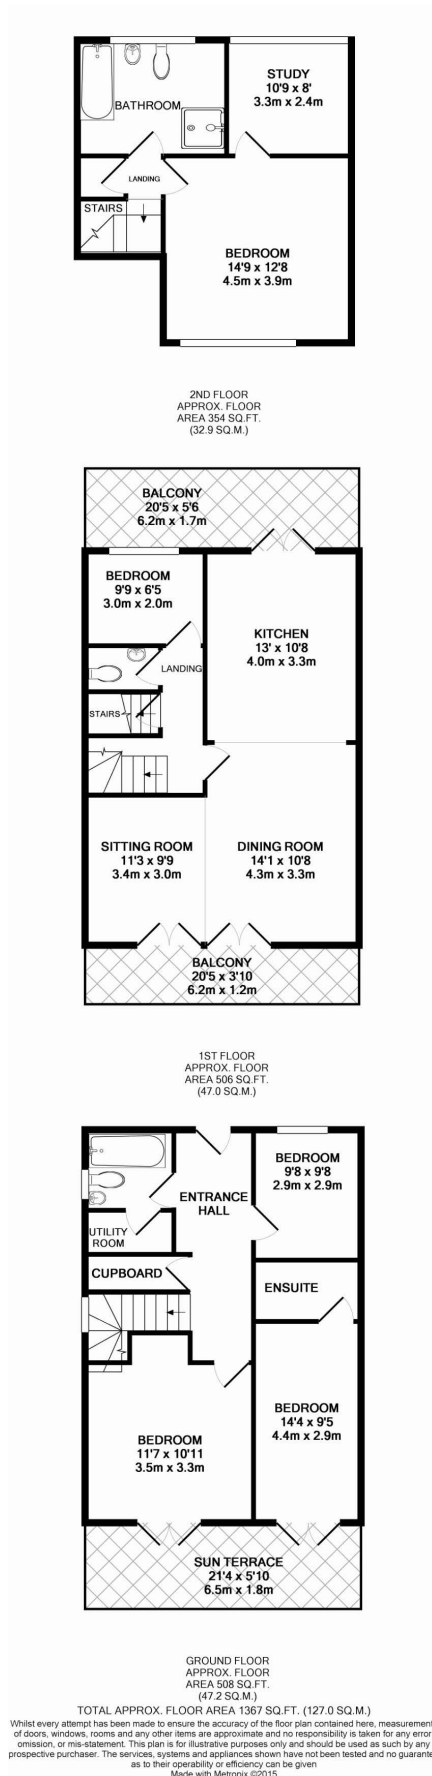 STUDY
10'9 x 8'
3.3m x 2.4m
BATHROOM
LANDING
STAIRS
BEDROOM
14'9 x 12'8
4.5m x 3.9m
2ND FLOOR
APPROX. FLOOR
AREA 354 SQ.FT.
(32.9 SQ.M.)
BALCONY
20'5 x 5'6
6.2m x 1.7m
BEDROOM
9'9 x 6'5
3.0m x 2.0m
KITCHEN
13' x 10'8
4.0m x 3.3m
LANDING
STAIRS
SITTING ROOM
11'3 x 9'9
3.4m x 3.0m
DINING ROOM
14'1 x 10'8
4.3m x 3.3m
BALCONY
20'5 x 3'10
6.2m x 1.2m
1ST FLOOR
APPROX. FLOOR
AREA 506 SQ.FT.
(47.0 SQ.M.)
BEDROOM
9'8 x 9'8
2.9m x 2.9m
ENTRANCE
HALL
UTILITY
ROOM
CUPBOARD
ENSUITE
BEDROOM
14'4 x 9'5
4.4m x 2.9m
BEDROOM
11'7 x 10'11
3.5m x 3.3m
SUN TERRACE
21'4 x 5'10
6.5m x 1.8m
GROUND FLOOR
APPROX. FLOOR
AREA 508 SQ.FT.
(47.2 SQ.M.)
TOTAL APPROX. FLOOR AREA 1367 SQ.FT. (127.0 SQ.M.)
Whilst every attempt has been made to ensure the accuracy of the floor plan contained here, measurement
of doors, windows, rooms and any other items are approximate and no responsibility is taken for any error
omission, or mis-statement. This plan is for illustrative purposes only and should be used as such by any
prospective purchaser. The services, systems and appliances shown have not been tested and no guarante
as to their operability or efficiency can be given
Made with Metropix ©2015